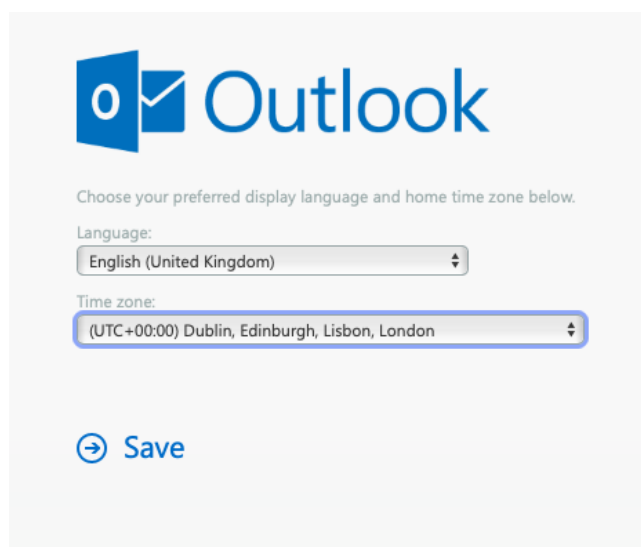 Outlook
Choose your preferred display language and home time zone below.
Language:
English (United Kingdom)
Time zone:
(UTC+00:00) Dublin, Edinburgh, Lisbon, London
Save